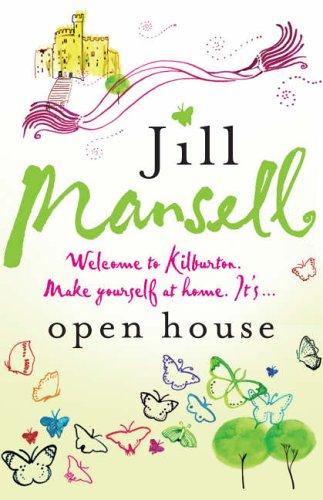 Jill
Mansell
Welcome to Kilburton.
Make yourself at home. It's...
open house